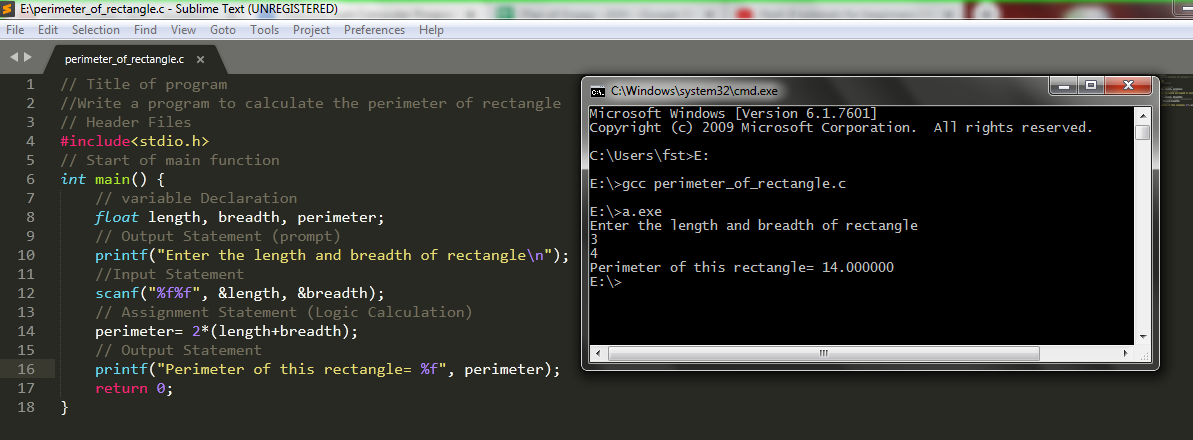 E:\perimeter_of_rectangle.c - Sublime Text (UNREGISTERED)
File Edit Selection Find View Goto Tools Project Preferences Help
perimeter_of_rectangle.c ×
1 // Title of program
2 //Write a program to calculate the perimeter of rectangle
3 // Header Files
4 #include<stdio.h>
5 // Start of main function
6 int main() {
7 // variable Declaration
8 float length, breadth, perimeter;
9 // Output Statement (prompt)
10 printf("Enter the length and breadth of rectangle\n");
11 //Input Statement
12 scanf("%f%f", &length, &breadth);
13 // Assignment Statement (Logic Calculation)
14 perimeter= 2*(length+breadth);
15 // Output Statement
16 printf("Perimeter of this rectangle= %f", perimeter);
17 return 0;
18 }
C:\Windows\system32\cmd.exe
Microsoft Windows [Version 6.1.7601]
Copyright (c) 2009 Microsoft Corporation. All rights reserved.
C:\Users\fst>E:
E:\>gcc perimeter_of_rectangle.c
E:\>a.exe
Enter the length and breadth of rectangle
3
4
Perimeter of this rectangle= 14.000000
E:\>